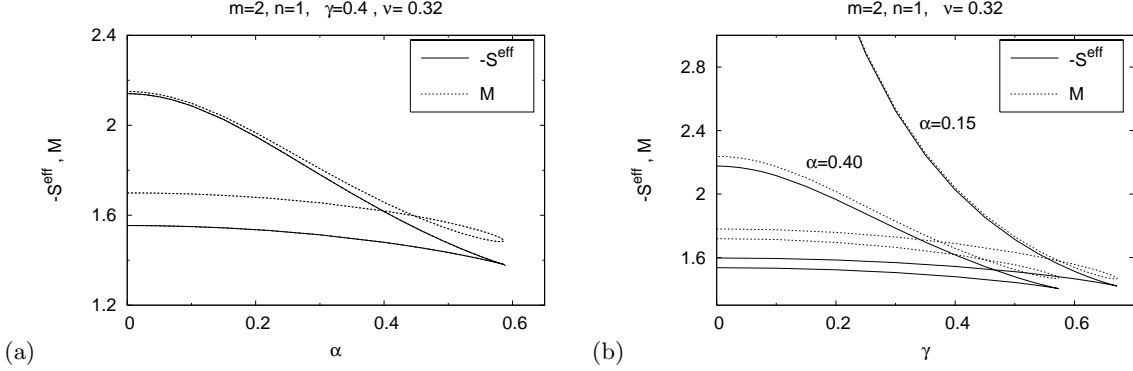 m=2, n=1, γ=0.4 , ν= 0.32
2.4
2
1.6
1.2
0
0.2
0.4
0.6
-S^eff , M
α
-S^eff
M
(a)
m=2, n=1, ν= 0.32
2.8
2.4
2
1.6
0
0.2
0.4
0.6
-S^eff , M
γ
-S^eff
M
α=0.15
α=0.40
(b)